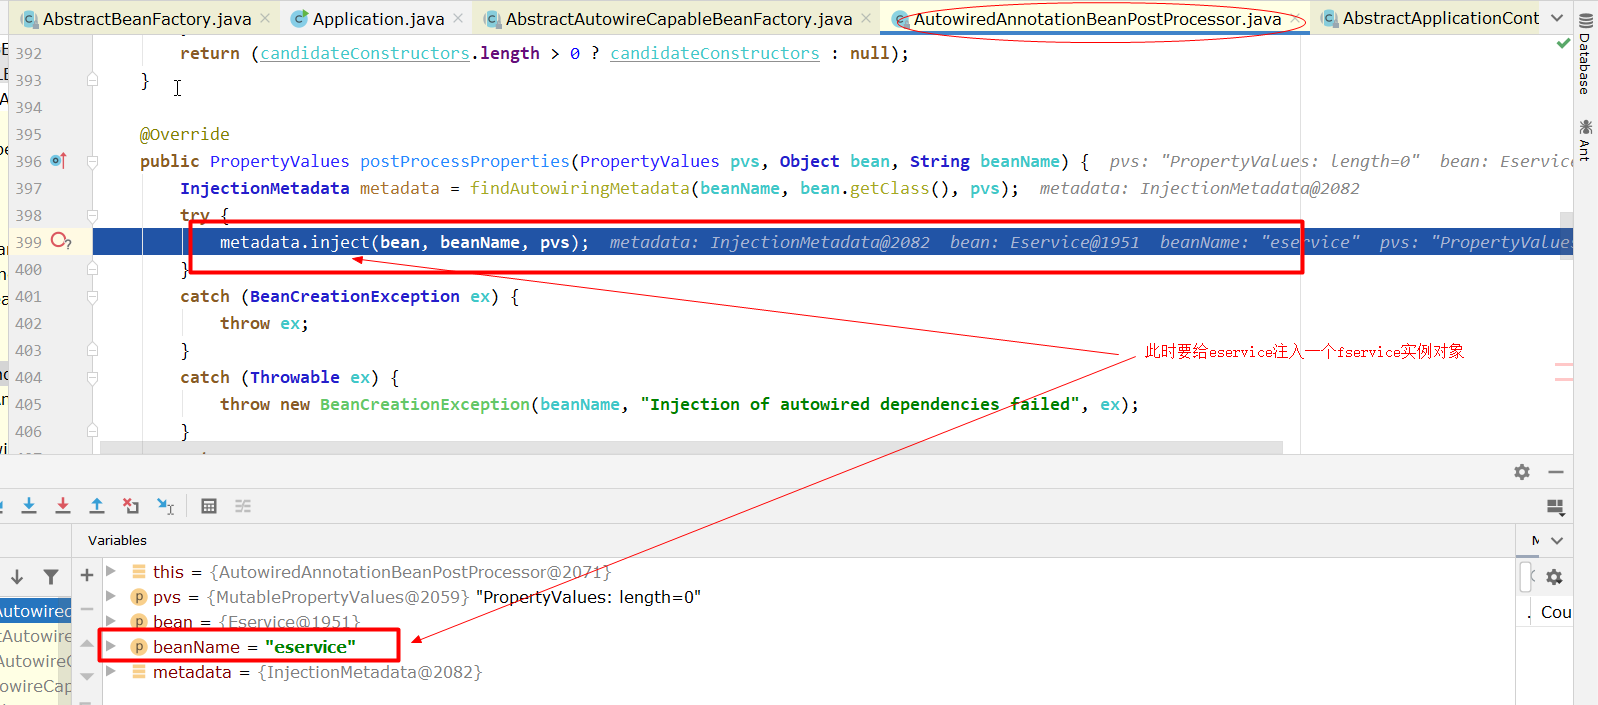 AbstractBeanFactory.java Application.java AbstractAutowireCapableBeanFactory.java AutowiredAnnotationBeanPostProcessor.java AbstractApplicationCont
392 return (candidateConstructors.length > 0 ? candidateConstructors : null);
393 }
394
395 @Override
396 public PropertyValues postProcessProperties(PropertyValues pvs, Object bean, String beanName) { pvs: "PropertyValues: length=0" bean: Eservic
397 InjectionMetadata metadata = findAutowiringMetadata(beanName, bean.getClass(), pvs); metadata: InjectionMetadata@2082
398 try {
399 metadata.inject(bean, beanName, pvs); metadata: InjectionMetadata@2082 bean: Eservice@1951 beanName: "eservice" pvs: "PropertyValue
400 }
401 catch (BeanCreationException ex) {
402 throw ex;
403 }
404 catch (Throwable ex) {
405 throw new BeanCreationException(beanName, "Injection of autowired dependencies failed", ex);
406 }
此时要给eservice注入一个fservice实例对象
Database
Ant
Variables
this = {AutowiredAnnotationBeanPostProcessor@2071}
pvs = {MutablePropertyValues@2059} "PropertyValues: length=0"
bean = {Eservice@1951}
beanName = "eservice"
metadata = {InjectionMetadata@2082}
Autowired
tAutowire
AutowireC
owireCap
Cou